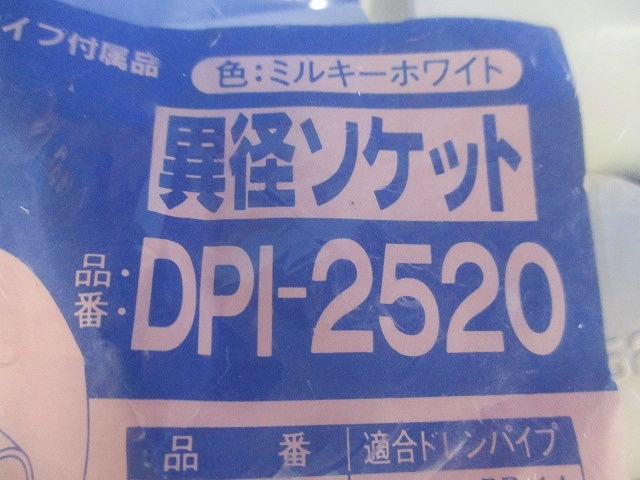 イプ付属品
色：ミルキーホワイト
異径ソケット
品番：DPI-2520
品 番 適合ドレンパイプ